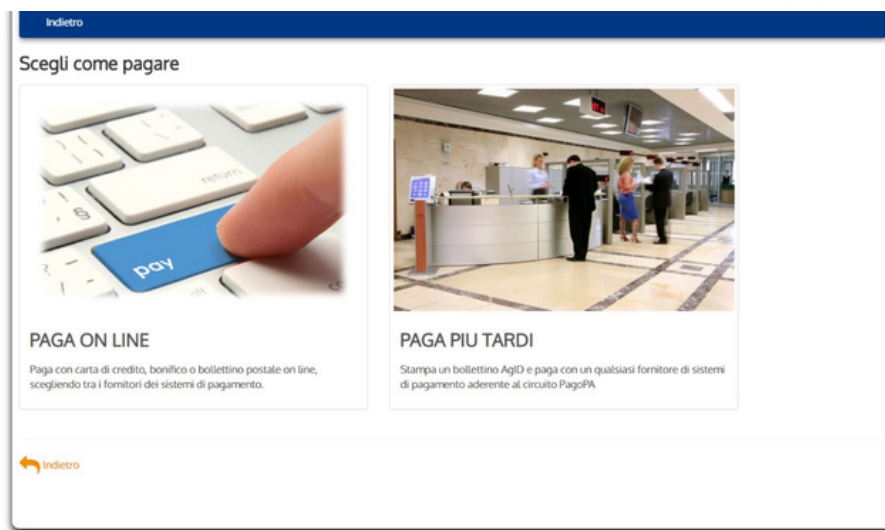 Indietro
Scegli come pagare
return
pay
PAGA ON LINE
Paga con carta di credito, bonifico o bollettino postale on line,
scegliendo tra i fornitori dei sistemi di pagamento.
PAGA PIU TARDI
Stampa un bollettino AgID e paga con un qualsiasi fornitore di sistemi
di pagamento aderente al circuito PagoPA
Indietro